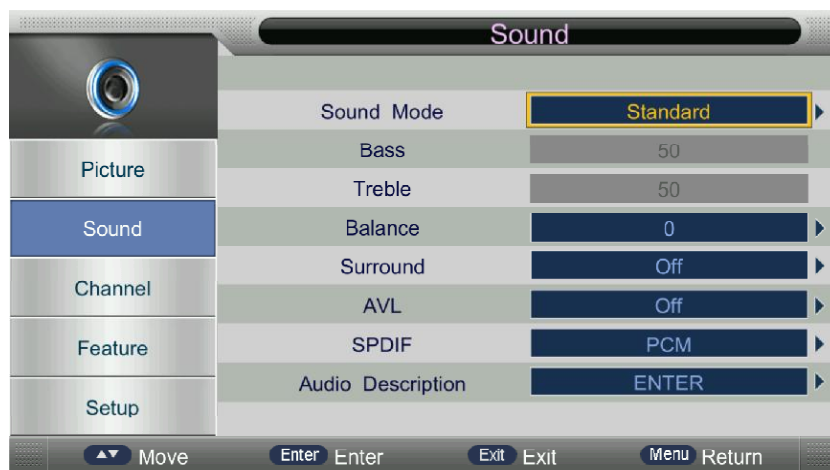 Sound
Picture
Sound
Channel
Feature
Setup
Sound Mode Standard
Bass 50
Treble 50
Balance 0
Surround Off
AVL Off
SPDIF PCM
Audio Description ENTER
Move Enter Enter Exit Exit Menu Return